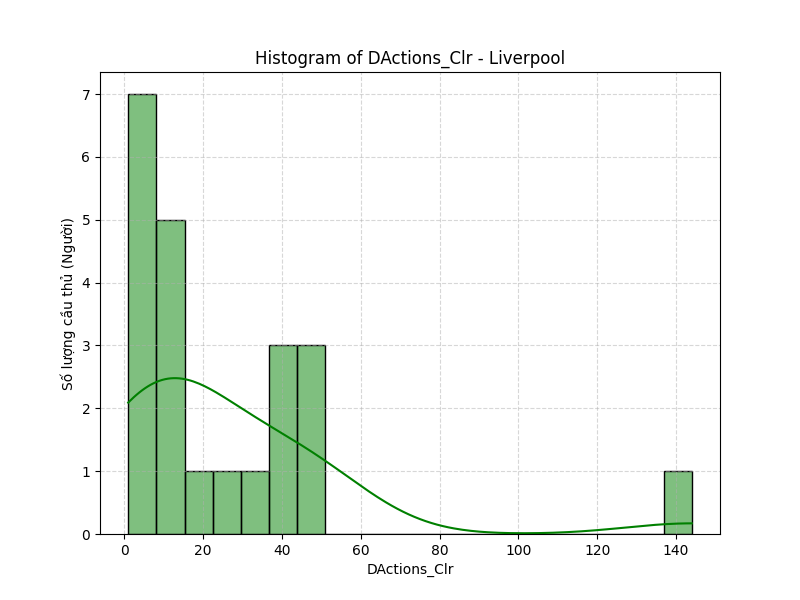 Histogram of DActions_Clr - Liverpool
Số lượng cầu thủ (Người)
7
6
5
4
3
2
1
0
0 20 40 60 80 100 120 140
DActions_Clr